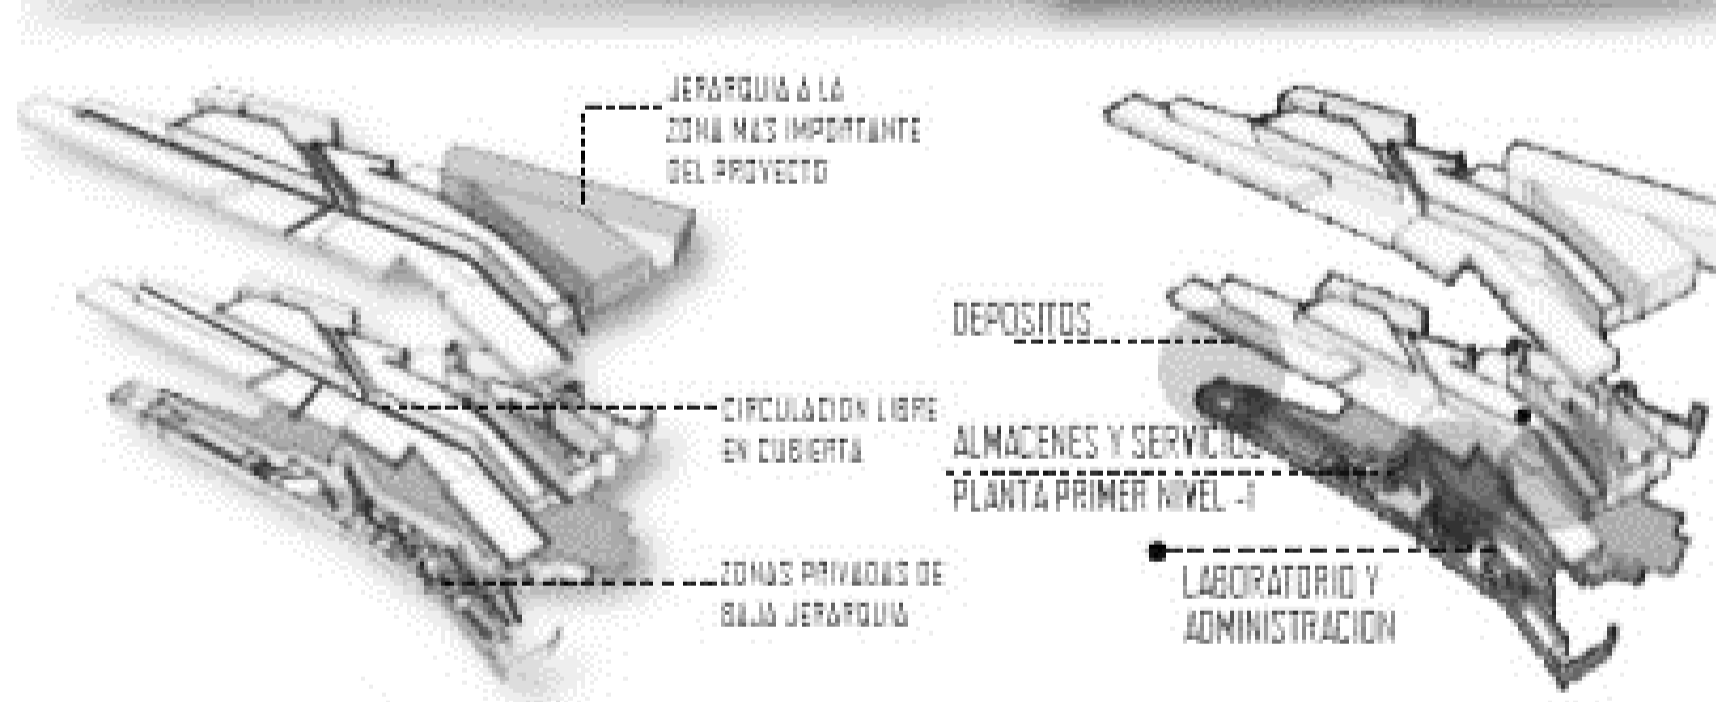 JERARQUIA A LA
ZONA MAS IMPORTANTE
DEL PROYECTO
CIRCULACION LIBRE
EN CUBIERTA
ZONAS PRIVADAS DE
BAJA JERARQUIA
DEPOSITOS
ALMACENES Y SERVICIOS
PLANTA PRIMER NIVEL -1
LABORATORIO Y
ADMINISTRACION